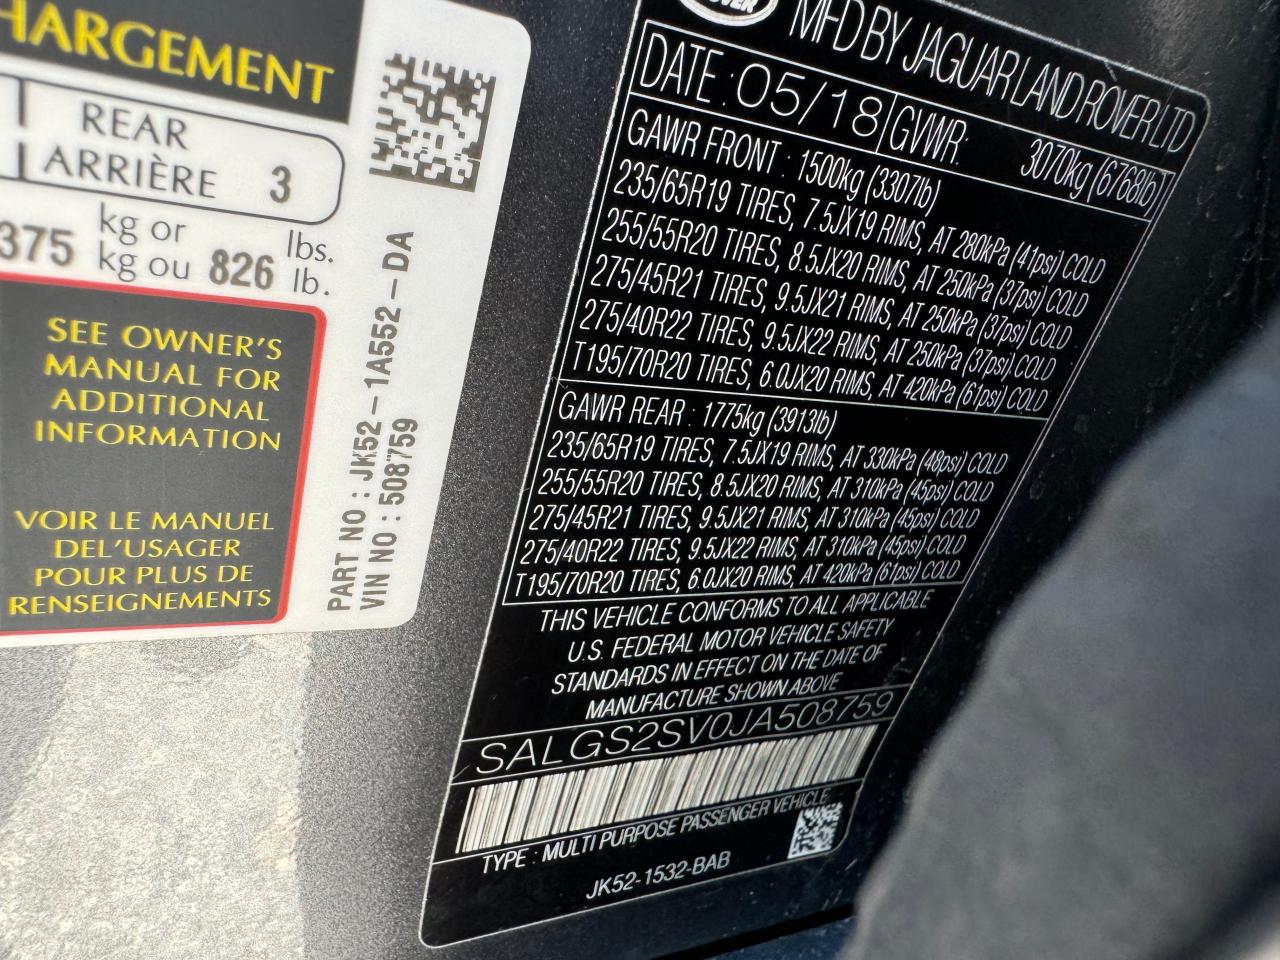 HARGEMENT
REAR
ARRIÈRE 3
375 kg or 826 lbs.
kg ou lb.
SEE OWNER'S
MANUAL FOR
ADDITIONAL
INFORMATION
VOIR LE MANUEL
DEL'USAGER
POUR PLUS DE
RENSEIGNEMENTS
PART NO : JK52-1A552-DA
VIN NO : 508759
OVER
MFD BY JAGUAR LAND ROVER LTD
DATE : 05/18 GVWR: 3070kg (6768lb)
GAWR FRONT : 1500kg (3307lb)
235/65R19 TIRES, 7.5JX19 RIMS, AT 280kPa (41psi) COLD
255/55R20 TIRES, 8.5JX20 RIMS, AT 250kPa (37psi) COLD
275/45R21 TIRES, 9.5JX21 RIMS, AT 250kPa (37psi) COLD
275/40R22 TIRES, 9.5JX22 RIMS, AT 250kPa (37psi) COLD
T195/70R20 TIRES, 6.0JX20 RIMS, AT 420kPa (61psi) COLD
GAWR REAR : 1775kg (3913lb)
235/65R19 TIRES, 7.5JX19 RIMS, AT 330kPa (48psi) COLD
255/55R20 TIRES, 8.5JX20 RIMS, AT 310kPa (45psi) COLD
275/45R21 TIRES, 9.5JX21 RIMS, AT 310kPa (45psi) COLD
275/40R22 TIRES, 9.5JX22 RIMS, AT 310kPa (45psi) COLD
T195/70R20 TIRES, 6.0JX20 RIMS, AT 420kPa (61psi) COLD
THIS VEHICLE CONFORMS TO ALL APPLICABLE
U.S. FEDERAL MOTOR VEHICLE SAFETY
STANDARDS IN EFFECT ON THE DATE OF
MANUFACTURE SHOWN ABOVE
SALGS2SV0JA508759
TYPE : MULTI PURPOSE PASSENGER VEHICLE
JK52-1532-BAB